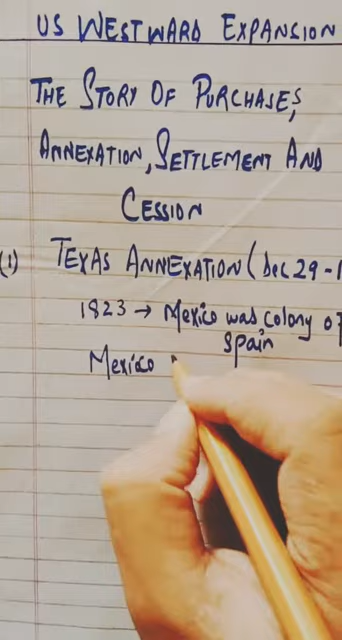 US WESTWARD EXPANSION
THE STORY OF PURCHASES,
ANNEXATION, SETTLEMENT AND
CESSION
(1) TEXAS ANNEXATION (Dec 29-1
1823 → Mexico was colony of
Spain
Mexico